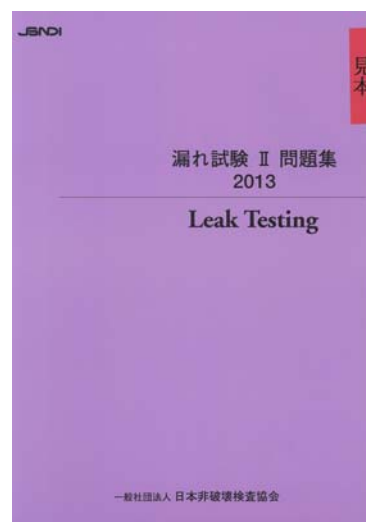 JSNDI
見本
漏れ試験 Ⅱ 問題集
2013
Leak Testing
一般社団法人 日本非破壊検査協会